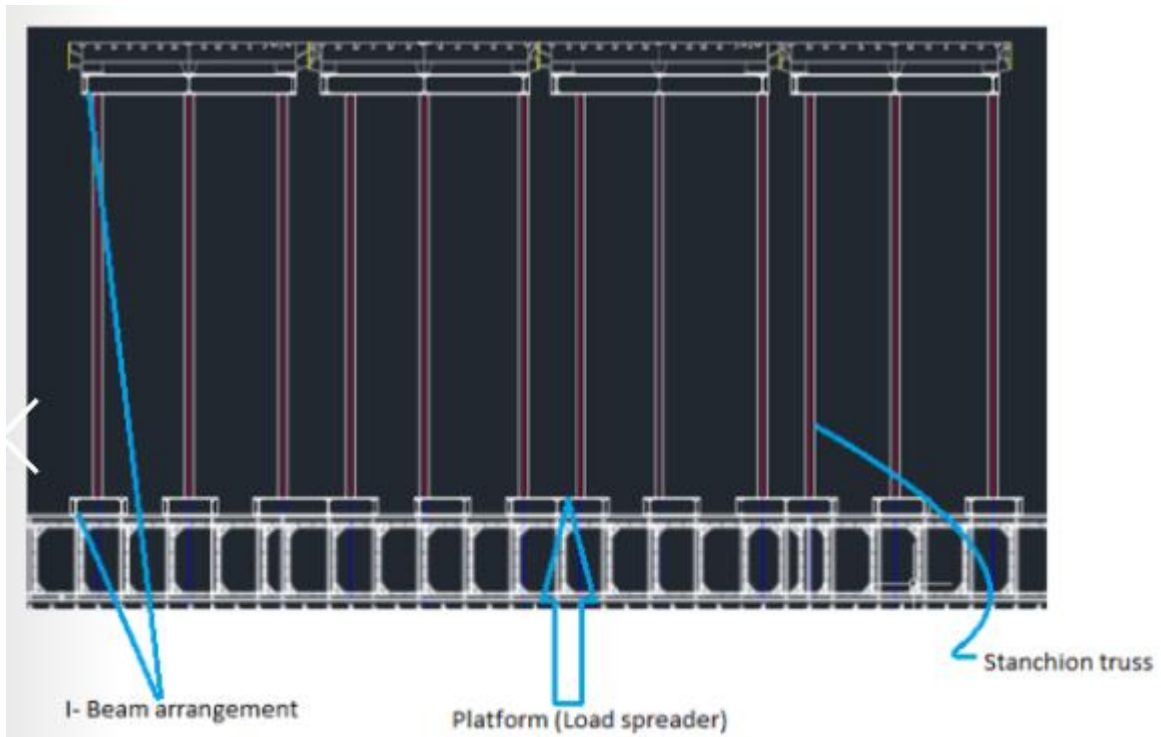 Stanchion truss
I- Beam arrangement
Platform (Load spreader)